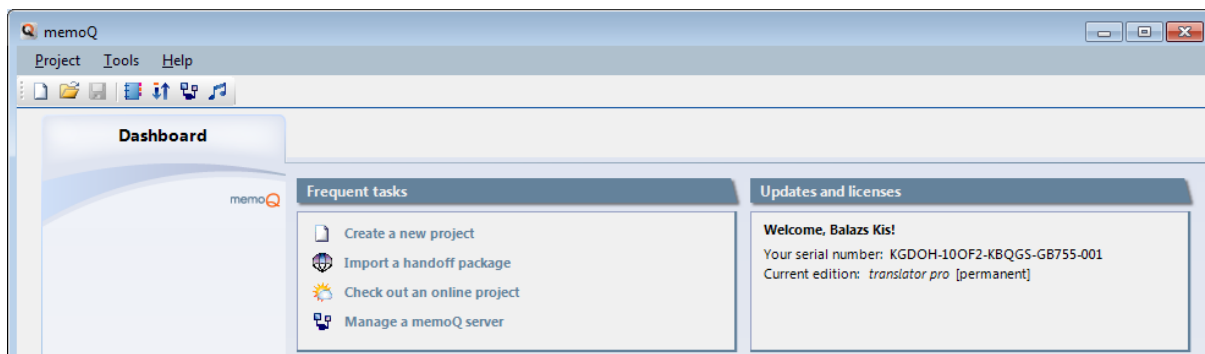 memoQ
Project Tools Help
Dashboard
memoQ
Frequent tasks
Create a new project
Import a handoff package
Check out an online project
Manage a memoQ server
Updates and licenses
Welcome, Balazs Kis!
Your serial number: KGDOH-10OF2-KBQGS-GB755-001
Current edition: translator pro [permanent]